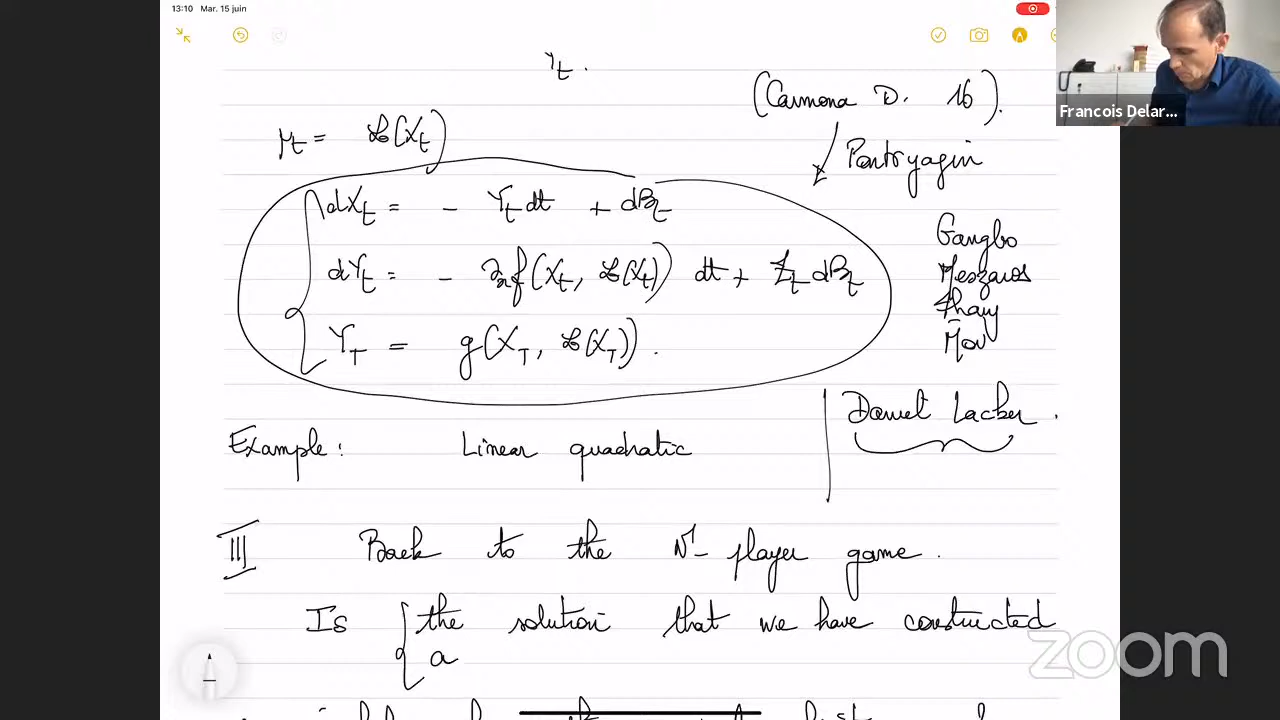 13:10 Mar. 15 juin
Y_t .
(Carmona D. 16).
Francois Delar...
μ_t = ℒ(X_t)
Pontryagin
dX_t = - Y_t dt + dB_t
dY_t = - ∂_x f(X_t, ℒ(X_t)) dt + Z_t dB_t
Y_T = g(X_T, ℒ(X_T)).
Gangbo
Meszaros
Mou
Daniel Lacker.
Example: Linear quadratic
III Back to the N- player game.
Is { the solution that we have constructed
a
zoom